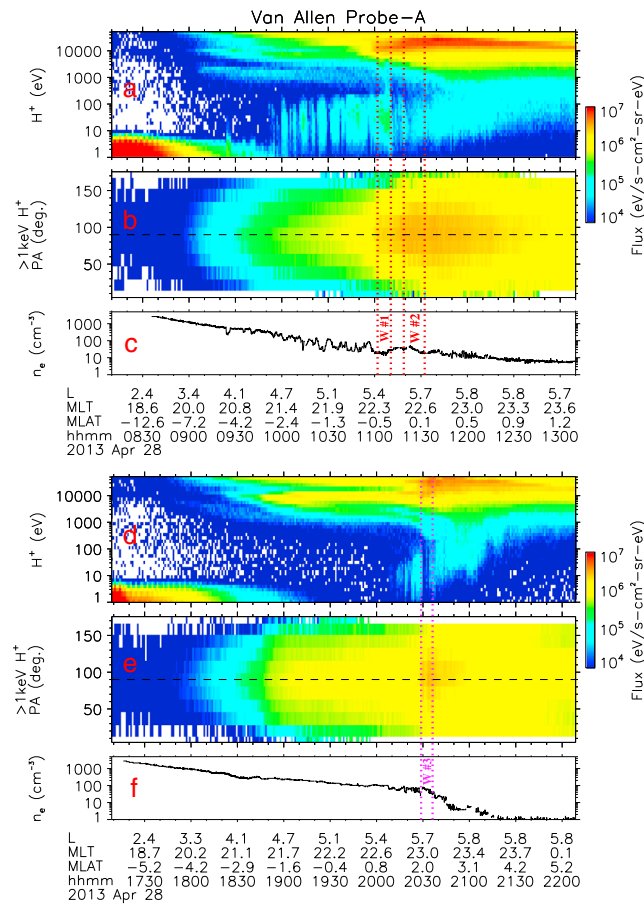 Van Allen Probe-A
10000
1000
100
10
1
H⁺ (eV)
a
10⁷
10⁶
10⁵
10⁴
Flux (eV/s-cm²-sr-eV)
150
100
50
>1keV H⁺
PA (deg.)
b
1000
100
10
1
nₑ (cm⁻³)
c
W #1
W #2
L 2.4 3.4 4.1 4.7 5.1 5.4 5.7 5.8 5.8 5.7
MLT 18.6 20.0 20.8 21.4 21.9 22.3 22.6 23.0 23.3 23.6
MLAT −12.6 −7.2 −4.2 −2.4 −1.3 −0.5 0.1 0.5 0.9 1.2
hhmm 0830 0900 0930 1000 1030 1100 1130 1200 1230 1300
2013 Apr 28
10000
1000
100
10
1
H⁺ (eV)
d
10⁷
10⁶
10⁵
10⁴
Flux (eV/s-cm²-sr-eV)
150
100
50
>1keV H⁺
PA (deg.)
e
1000
100
10
1
nₑ (cm⁻³)
f
W #3
L 2.4 3.3 4.1 4.7 5.1 5.4 5.7 5.8 5.8 5.8
MLT 18.7 20.2 21.1 21.7 22.2 22.6 23.0 23.4 23.7 0.1
MLAT −5.2 −4.2 −2.9 −1.6 −0.4 0.8 2.0 3.1 4.2 5.2
hhmm 1730 1800 1830 1900 1930 2000 2030 2100 2130 2200
2013 Apr 28